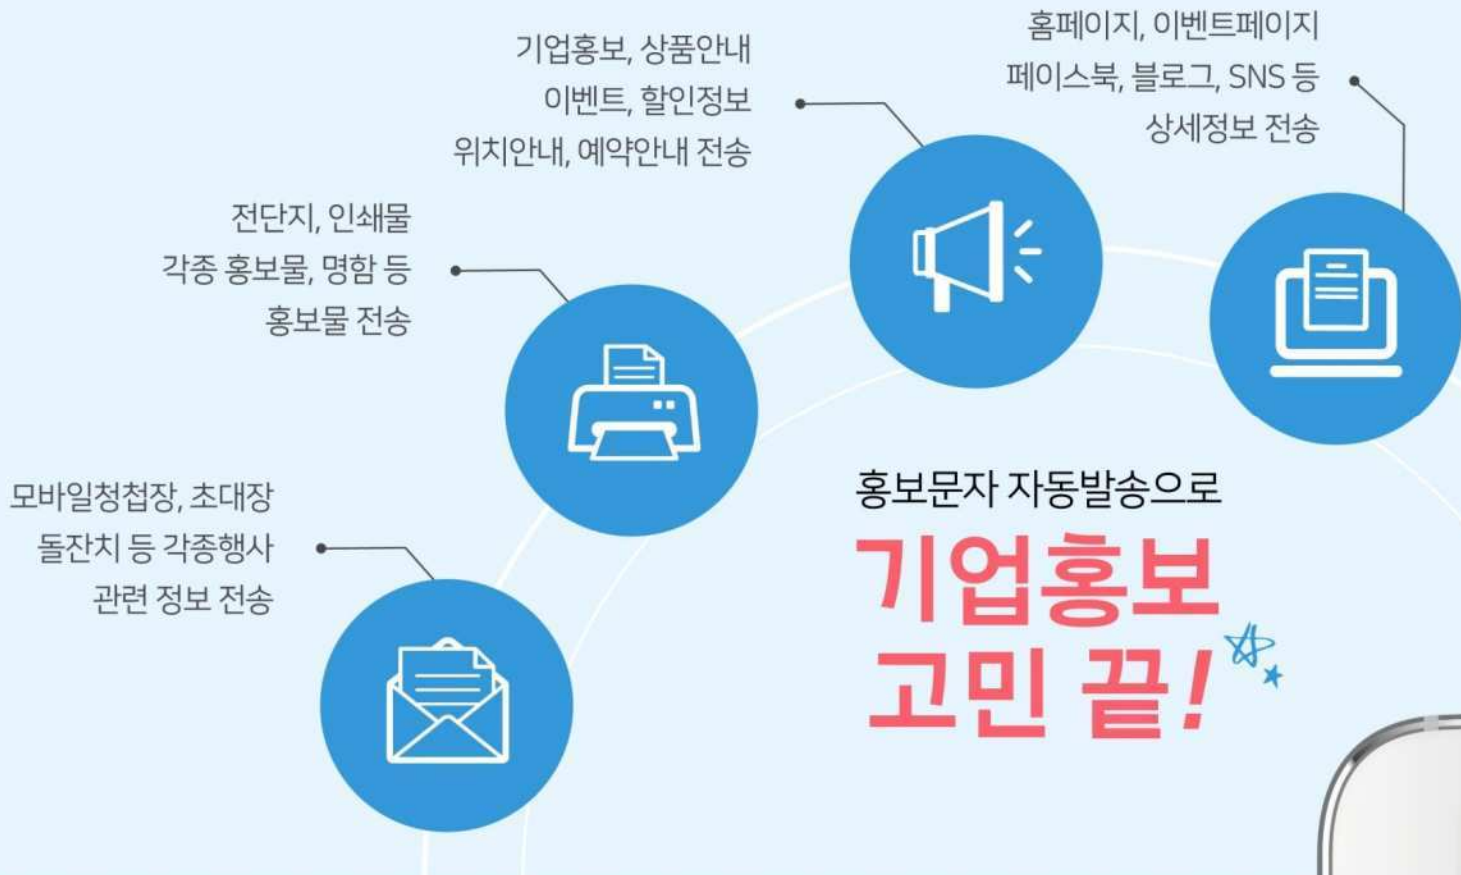 홈페이지, 이벤트페이지
페이스북, 블로그, SNS 등
상세정보 전송
기업홍보, 상품안내
이벤트, 할인정보
위치안내, 예약안내 전송
전단지, 인쇄물
각종 홍보물, 명함 등
홍보물 전송
모바일청첩장, 초대장
돌잔치 등 각종행사
관련 정보 전송
홍보문자 자동발송으로
기업홍보
고민 끝!